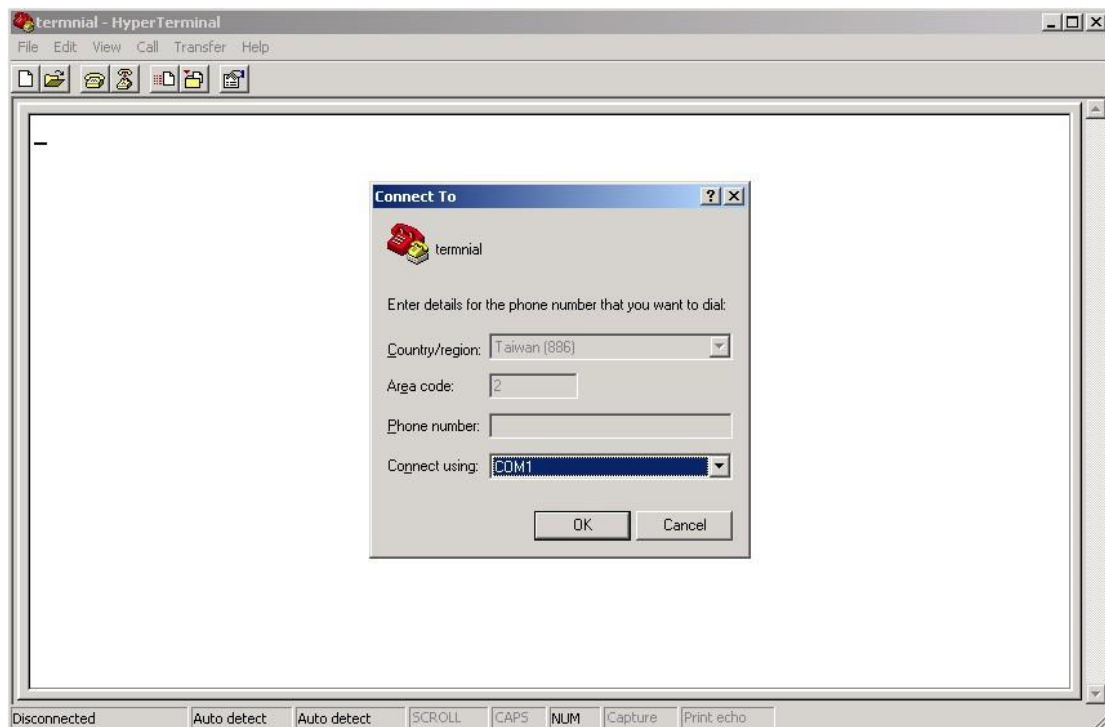 termnial - HyperTerminal
File Edit View Call Transfer Help
Connect To
termnial
Enter details for the phone number that you want to dial:
Country/region: Taiwan (886)
Area code: 2
Phone number:
Connect using: COM1
OK Cancel
Disconnected Auto detect Auto detect SCROLL CAPS NUM Capture Print echo